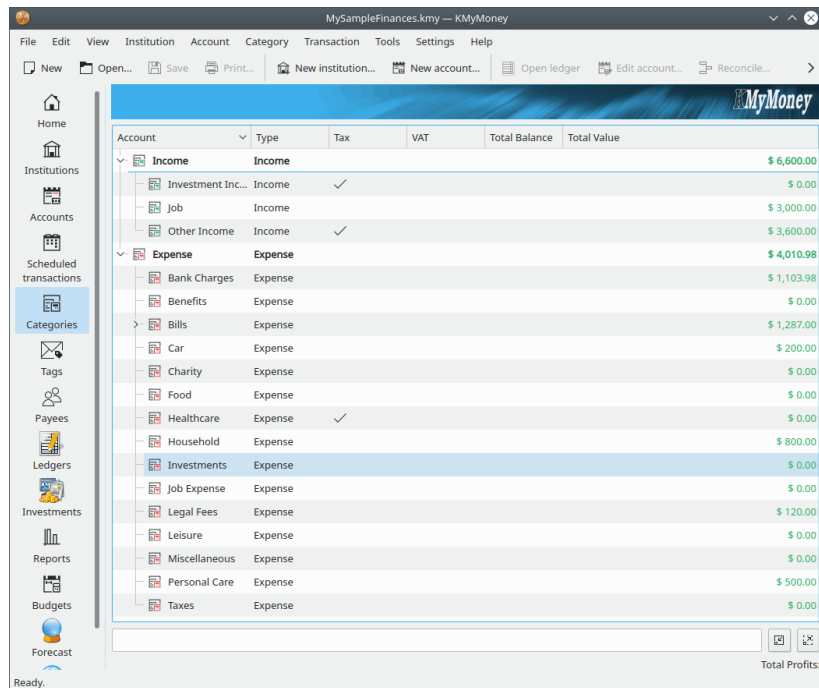 MySampleFinances.kmy — KMyMoney
File Edit View Institution Account Category Transaction Tools Settings Help
New Open... Save Print... New institution... New account... Open ledger Edit account... Reconcile...
KMyMoney
Home
Institutions
Accounts
Scheduled
transactions
Categories
Tags
Payees
Ledgers
Investments
Reports
Budgets
Forecast
Account Type Tax VAT Total Balance Total Value
Income Income $ 6,600.00
Investment Inc... Income $ 0.00
Job Income $ 3,000.00
Other Income Income $ 3,600.00
Expense Expense $ 4,010.98
Bank Charges Expense $ 1,103.98
Benefits Expense $ 0.00
Bills Expense $ 1,287.00
Car Expense $ 200.00
Charity Expense $ 0.00
Food Expense $ 0.00
Healthcare Expense $ 0.00
Household Expense $ 800.00
Investments Expense $ 0.00
Job Expense Expense $ 0.00
Legal Fees Expense $ 120.00
Leisure Expense $ 0.00
Miscellaneous Expense $ 0.00
Personal Care Expense $ 500.00
Taxes Expense $ 0.00
Total Profits:
Ready.